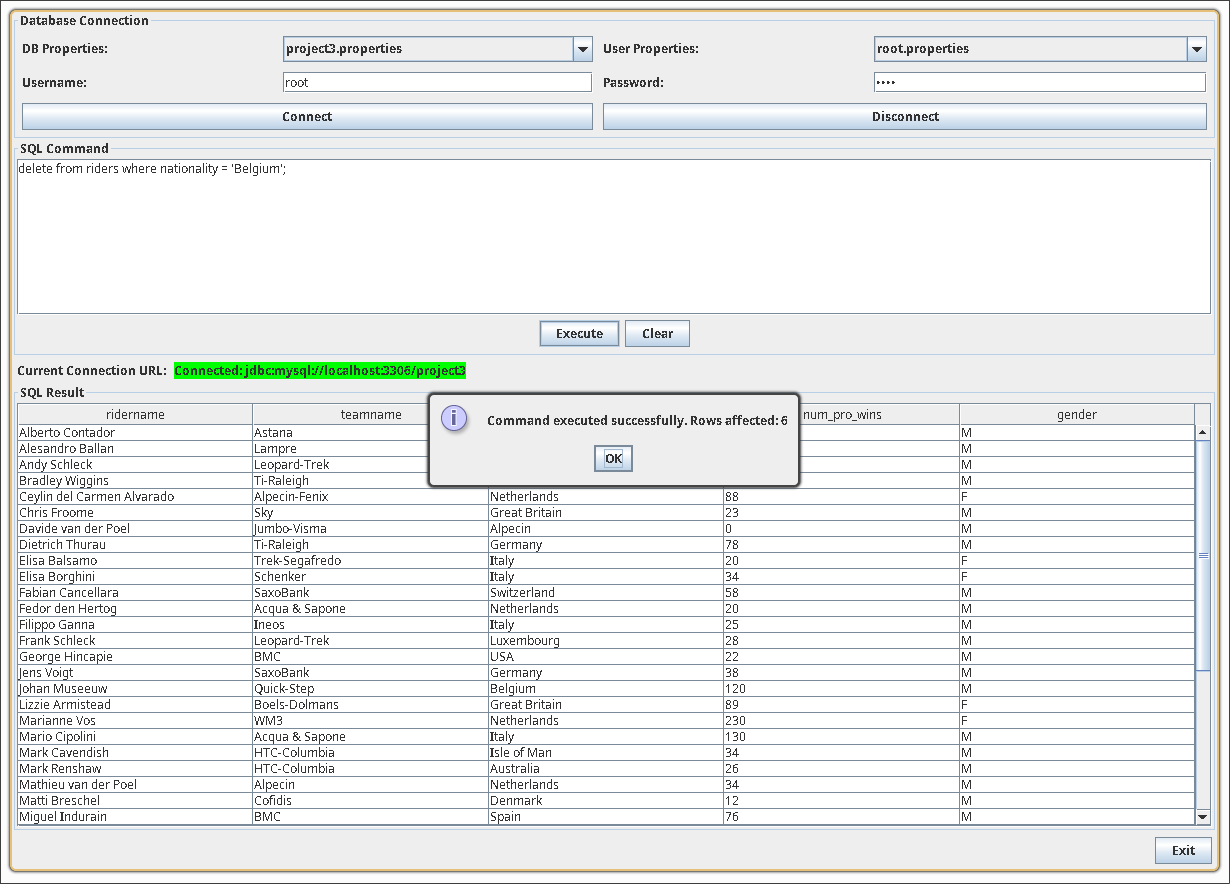 Database Connection
DB Properties: project3.properties User Properties: root.properties
Username: root Password: ••••
Connect Disconnect
SQL Command
delete from riders where nationality = 'Belgium';
Execute Clear
Current Connection URL: Connected: jdbc:mysql://localhost:3306/project3
SQL Result
ridername teamname num_pro_wins gender
Command executed successfully. Rows affected: 6
OK
Alberto Contador Astana M
Alesandro Ballan Lampre M
Andy Schleck Leopard-Trek M
Bradley Wiggins Ti-Raleigh M
Ceylin del Carmen Alvarado Alpecin-Fenix Netherlands 88 F
Chris Froome Sky Great Britain 23 M
Davide van der Poel Jumbo-Visma Alpecin 0 M
Dietrich Thurau Ti-Raleigh Germany 78 M
Elisa Balsamo Trek-Segafredo Italy 20 F
Elisa Borghini Schenker Italy 34 F
Fabian Cancellara SaxoBank Switzerland 58 M
Fedor den Hertog Acqua & Sapone Netherlands 20 M
Filippo Ganna Ineos Italy 25 M
Frank Schleck Leopard-Trek Luxembourg 28 M
George Hincapie BMC USA 22 M
Jens Voigt SaxoBank Germany 38 M
Johan Museeuw Quick-Step Belgium 120 M
Lizzie Armistead Boels-Dolmans Great Britain 89 F
Marianne Vos WM3 Netherlands 230 F
Mario Cipolini Acqua & Sapone Italy 130 M
Mark Cavendish HTC-Columbia Isle of Man 34 M
Mark Renshaw HTC-Columbia Australia 26 M
Mathieu van der Poel Alpecin Netherlands 34 M
Matti Breschel Cofidis Denmark 12 M
Miguel Indurain BMC Spain 76 M
Exit